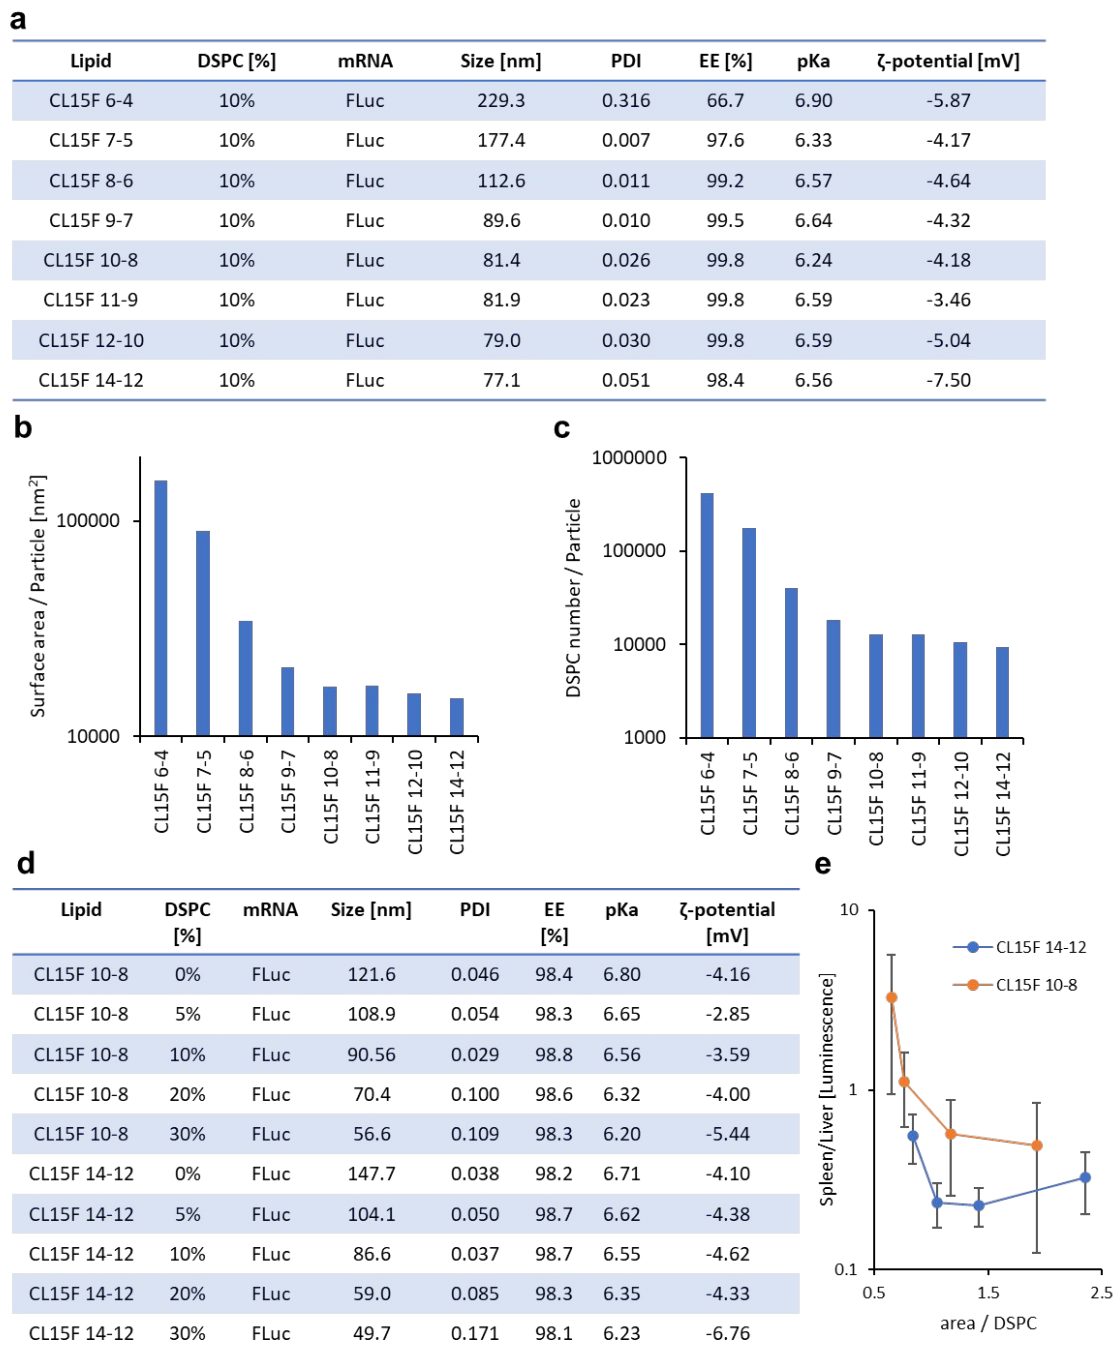 a
Lipid DSPC [%] mRNA Size [nm] PDI EE [%] pKa ζ-potential [mV]
CL15F 6-4 10% FLuc 229.3 0.316 66.7 6.90 -5.87
CL15F 7-5 10% FLuc 177.4 0.007 97.6 6.33 -4.17
CL15F 8-6 10% FLuc 112.6 0.011 99.2 6.57 -4.64
CL15F 9-7 10% FLuc 89.6 0.010 99.5 6.64 -4.32
CL15F 10-8 10% FLuc 81.4 0.026 99.8 6.24 -4.18
CL15F 11-9 10% FLuc 81.9 0.023 99.8 6.59 -3.46
CL15F 12-10 10% FLuc 79.0 0.030 99.8 6.59 -5.04
CL15F 14-12 10% FLuc 77.1 0.051 98.4 6.56 -7.50
b
Surface area / Particle [nm²]
100000
10000
CL15F 6-4
CL15F 7-5
CL15F 8-6
CL15F 9-7
CL15F 10-8
CL15F 11-9
CL15F 12-10
CL15F 14-12
c
DSPC number / Particle
1000000
100000
10000
1000
CL15F 6-4
CL15F 7-5
CL15F 8-6
CL15F 9-7
CL15F 10-8
CL15F 11-9
CL15F 12-10
CL15F 14-12
d
Lipid DSPC mRNA Size [nm] PDI EE pKa ζ-potential
[%] [%] [mV]
CL15F 10-8 0% FLuc 121.6 0.046 98.4 6.80 -4.16
CL15F 10-8 5% FLuc 108.9 0.054 98.3 6.65 -2.85
CL15F 10-8 10% FLuc 90.56 0.029 98.8 6.56 -3.59
CL15F 10-8 20% FLuc 70.4 0.100 98.6 6.32 -4.00
CL15F 10-8 30% FLuc 56.6 0.109 98.3 6.20 -5.44
CL15F 14-12 0% FLuc 147.7 0.038 98.2 6.71 -4.10
CL15F 14-12 5% FLuc 104.1 0.050 98.7 6.62 -4.38
CL15F 14-12 10% FLuc 86.6 0.037 98.7 6.55 -4.62
CL15F 14-12 20% FLuc 59.0 0.085 98.3 6.35 -4.33
CL15F 14-12 30% FLuc 49.7 0.171 98.1 6.23 -6.76
e
Spleen/Liver [Luminescence]
10
1
0.1
CL15F 14-12
CL15F 10-8
0.5 1.5 2.5
area / DSPC